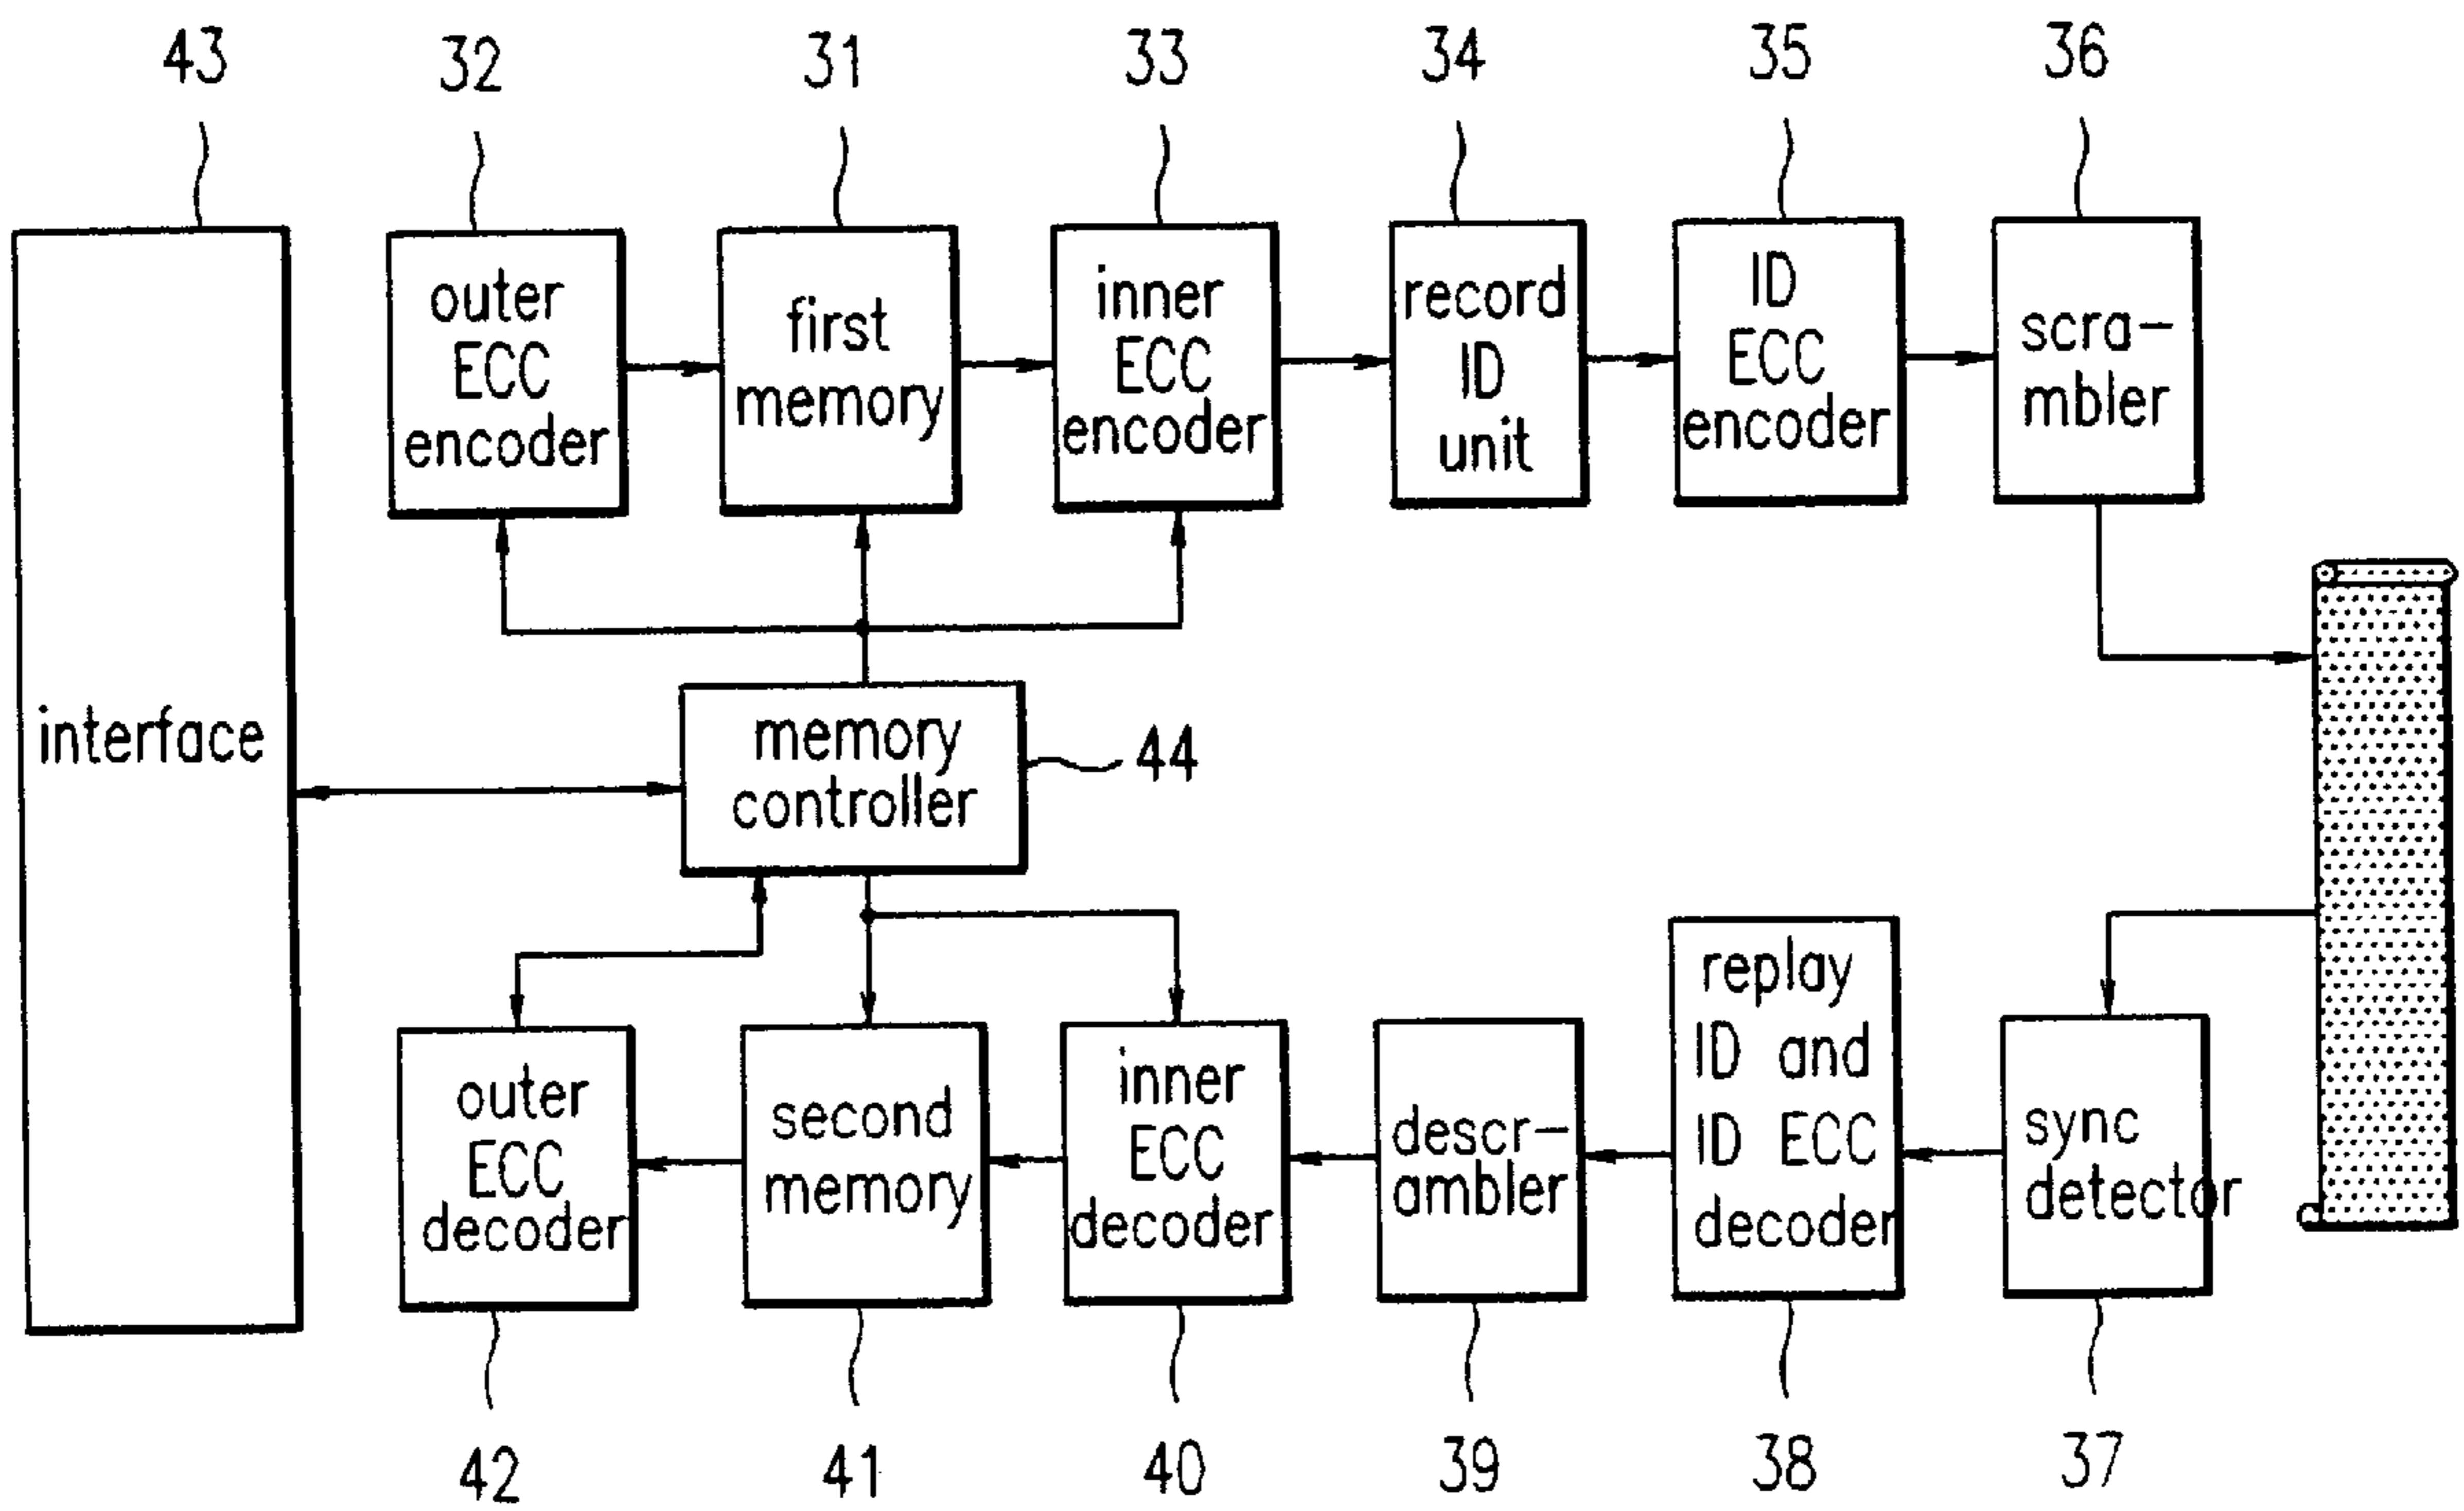 43
32
31
33
34
35
36
outer
ECC
encoder
first
memory
inner
ECC
encoder
record
ID
unit
ID
ECC
encoder
scra-
mbler
interface
memory
controller
44
outer
ECC
decoder
second
memory
inner
ECC
decoder
descr-
ambler
replay
ID and
ID ECC
decoder
sync
detector
42
41
40
39
38
37